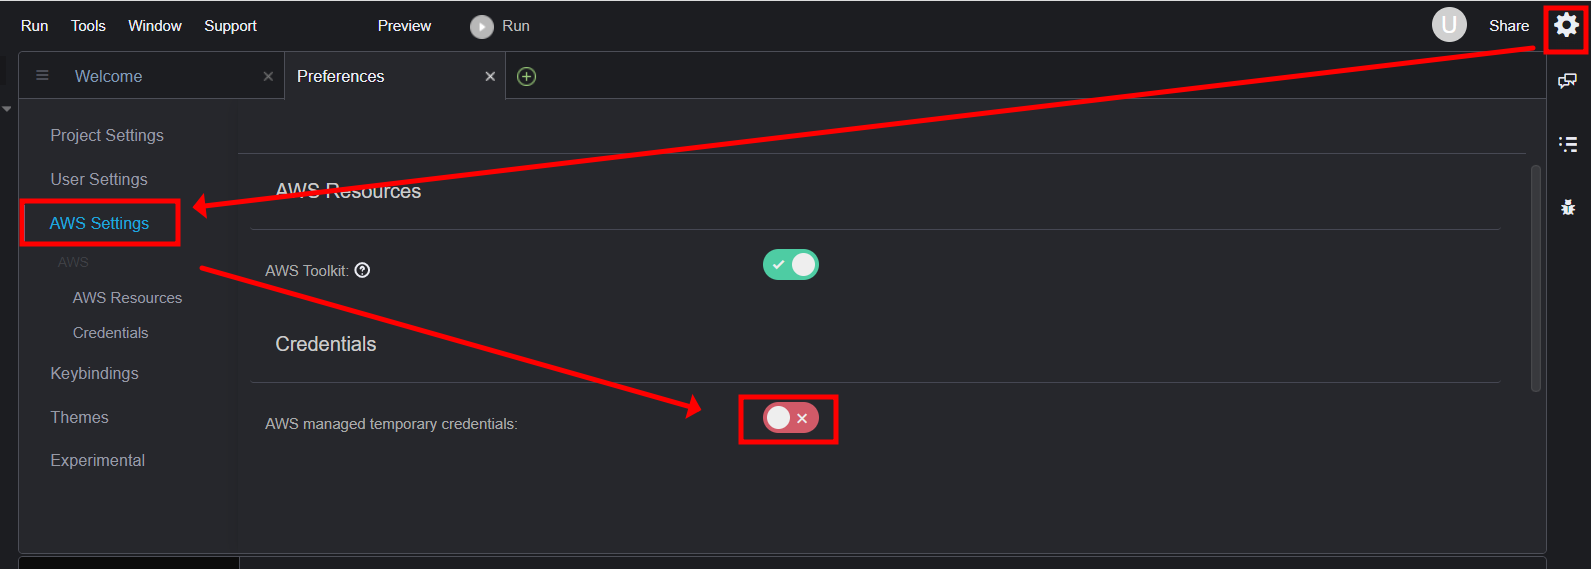 Run Tools Window Support Preview Run U Share
Welcome Preferences
Project Settings
User Settings
AWS Resources
AWS Settings
AWS
AWS Toolkit:
AWS Resources
Credentials
Credentials
Keybindings
Themes
AWS managed temporary credentials:
Experimental